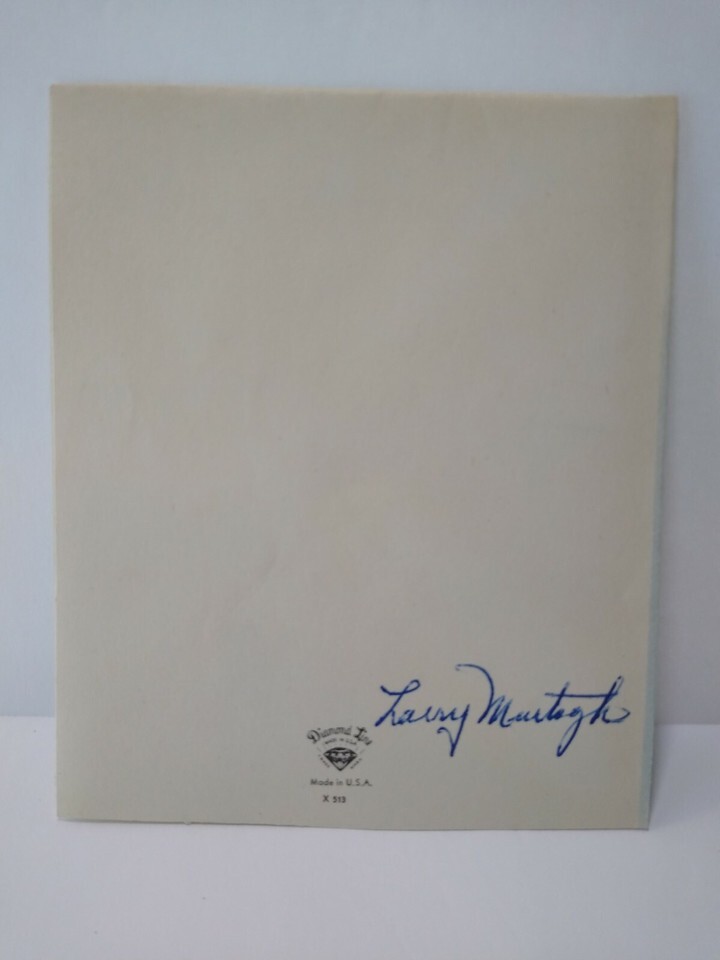 Larry Murtagh
Diamond Line
Made in U.S.A.
X 513